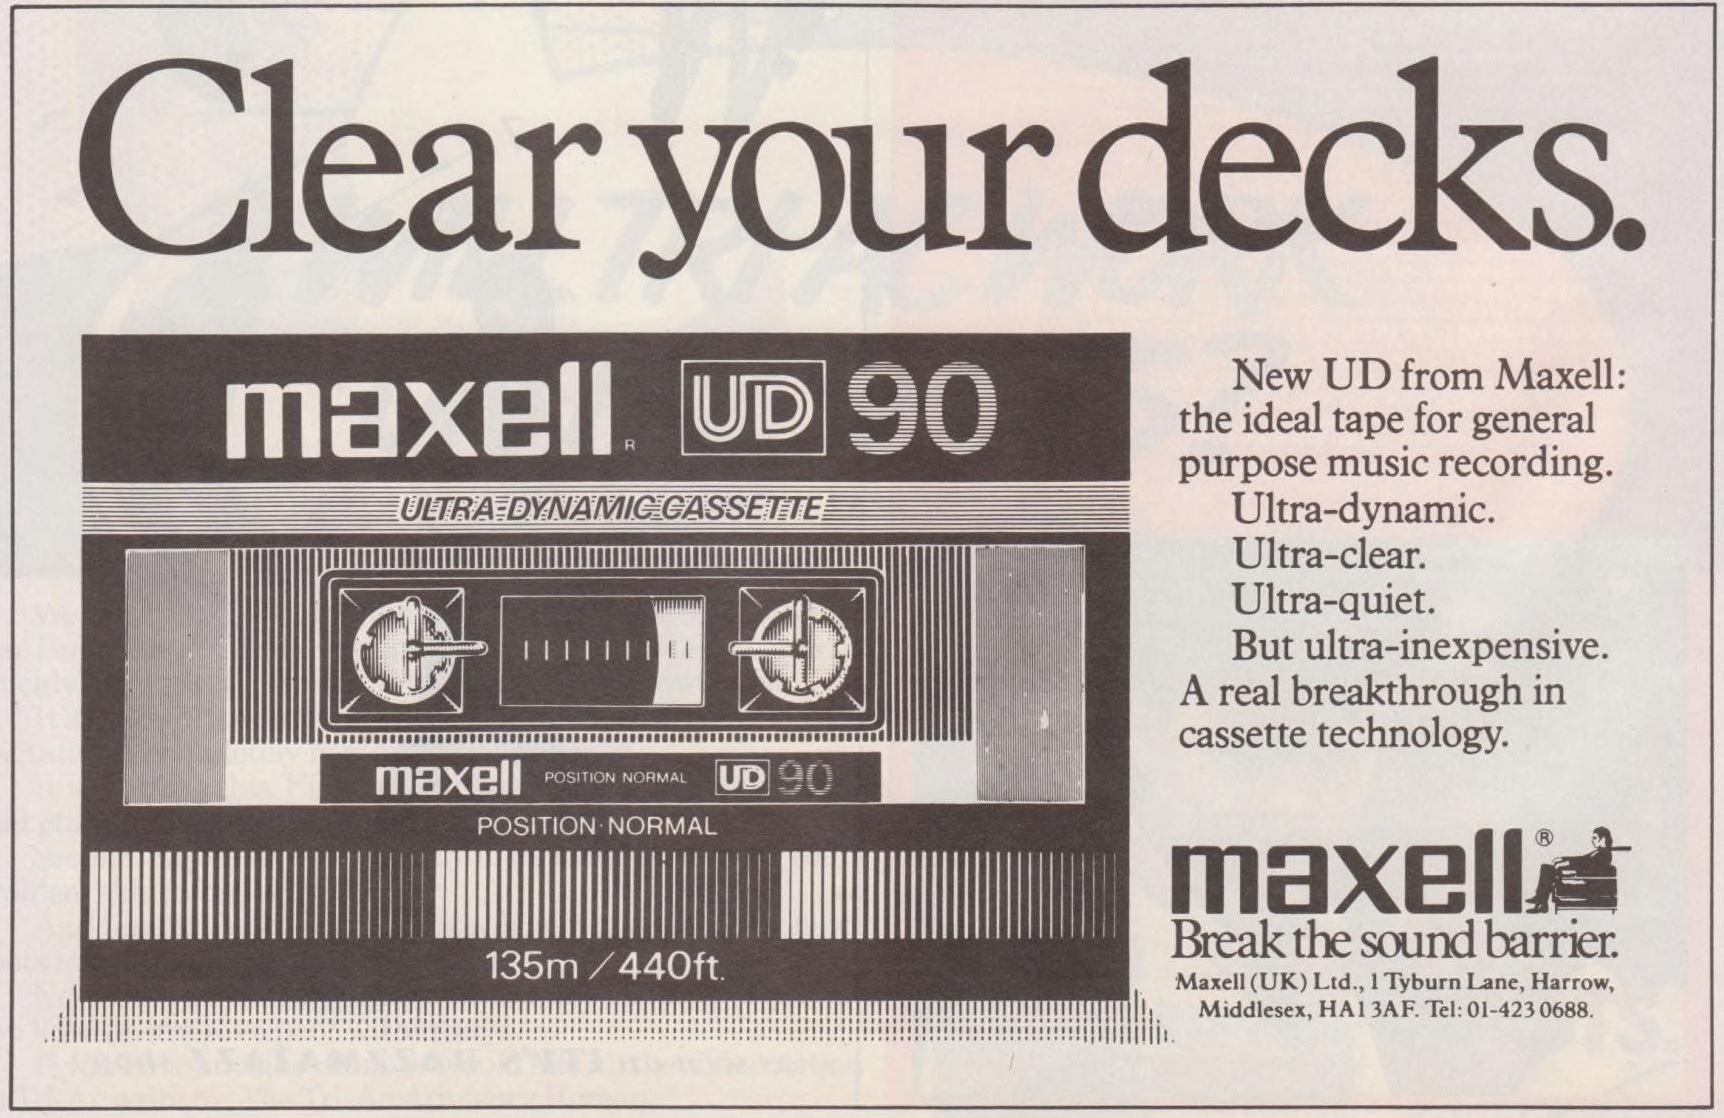 Clear your decks.
maxell® UD 90
ULTRA-DYNAMIC CASSETTE
maxell POSITION NORMAL UD 90
POSITION·NORMAL
135m/440ft.
New UD from Maxell:
the ideal tape for general
purpose music recording.
Ultra-dynamic.
Ultra-clear.
Ultra-quiet.
But ultra-inexpensive.
A real breakthrough in
cassette technology.
maxell®
Break the sound barrier.
Maxell (UK) Ltd., 1 Tyburn Lane, Harrow,
Middlesex, HA1 3AF. Tel: 01-423 0688.